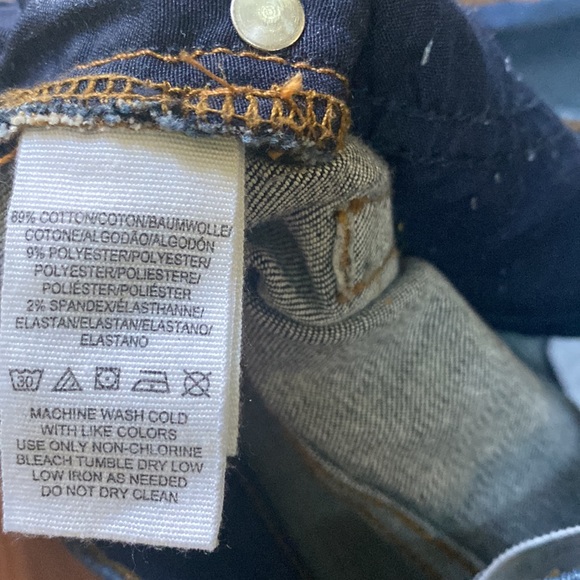 89% COTTON/COTON/BAUMWOLLE/
COTONE/ALGODÃO/ALGODÓN
9% POLYESTER/POLYESTER/
POLYESTER/POLIESTERE/
POLIÉSTER/POLIÉSTER
2% SPANDEX/ÉLASTHANNE/
ELASTAN/ELASTAN/ELASTANO/
ELASTANO
30
MACHINE WASH COLD
WITH LIKE COLORS
USE ONLY NON-CHLORINE
BLEACH TUMBLE DRY LOW
LOW IRON AS NEEDED
DO NOT DRY CLEAN